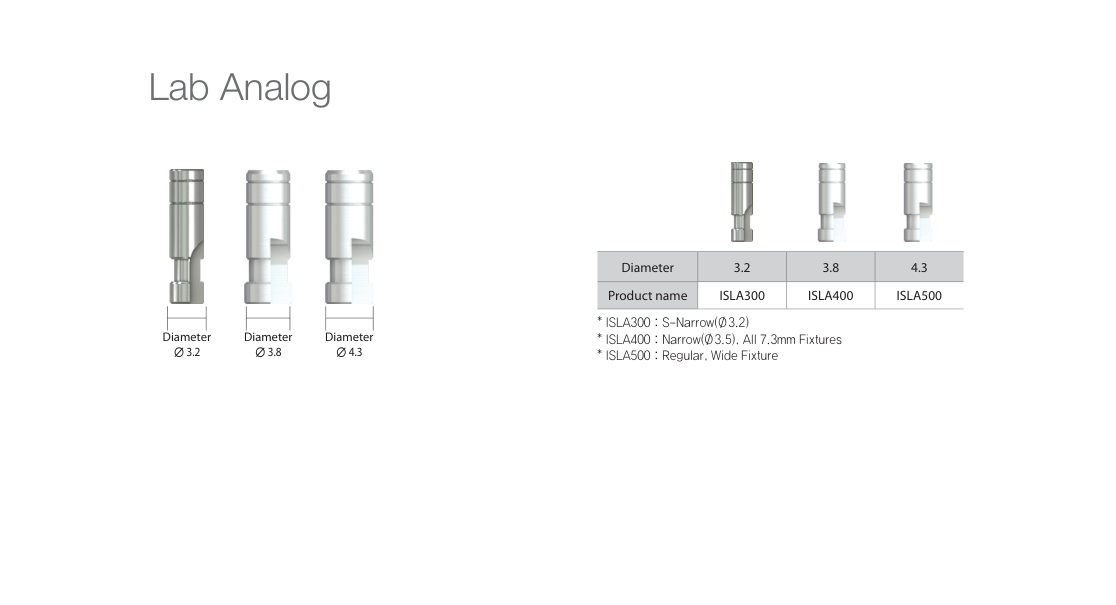 Lab Analog
Diameter Diameter Diameter
Ø 3.2 Ø 3.8 Ø 4.3
Diameter 3.2 3.8 4.3
Product name ISLA300 ISLA400 ISLA500
* ISLA300 : S-Narrow(Ø3.2)
* ISLA400 : Narrow(Ø3.5), All 7.3mm Fixtures
* ISLA500 : Regular, Wide Fixture